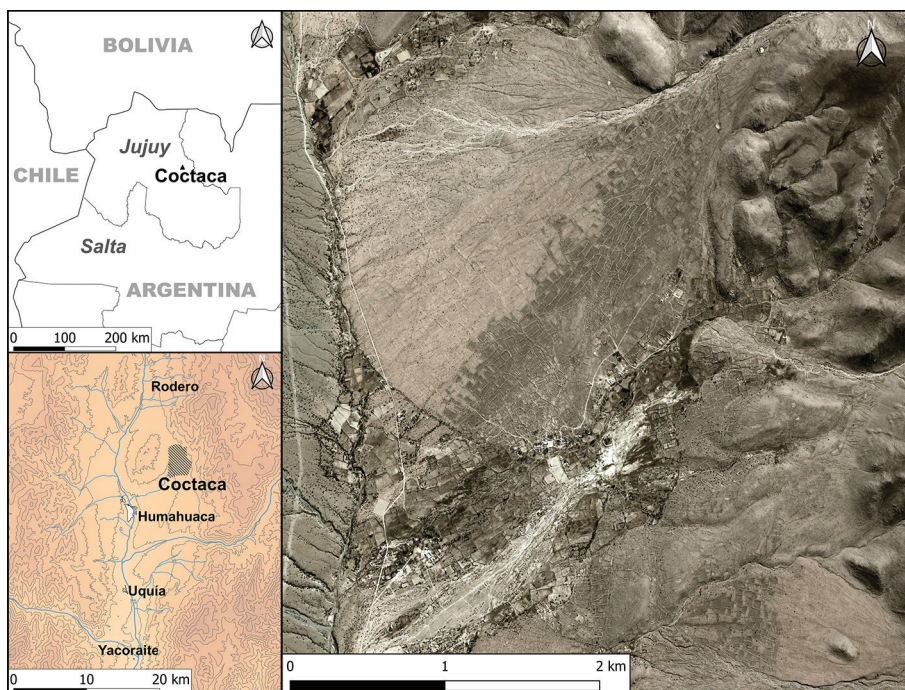 BOLIVIA
N
Jujuy
Coctaca
CHILE
Salta
ARGENTINA
0 100 200 km
Rodero
Coctaca
Humahuaca
Uquía
Yacoraite
0 10 20 km
N
0 1 2 km